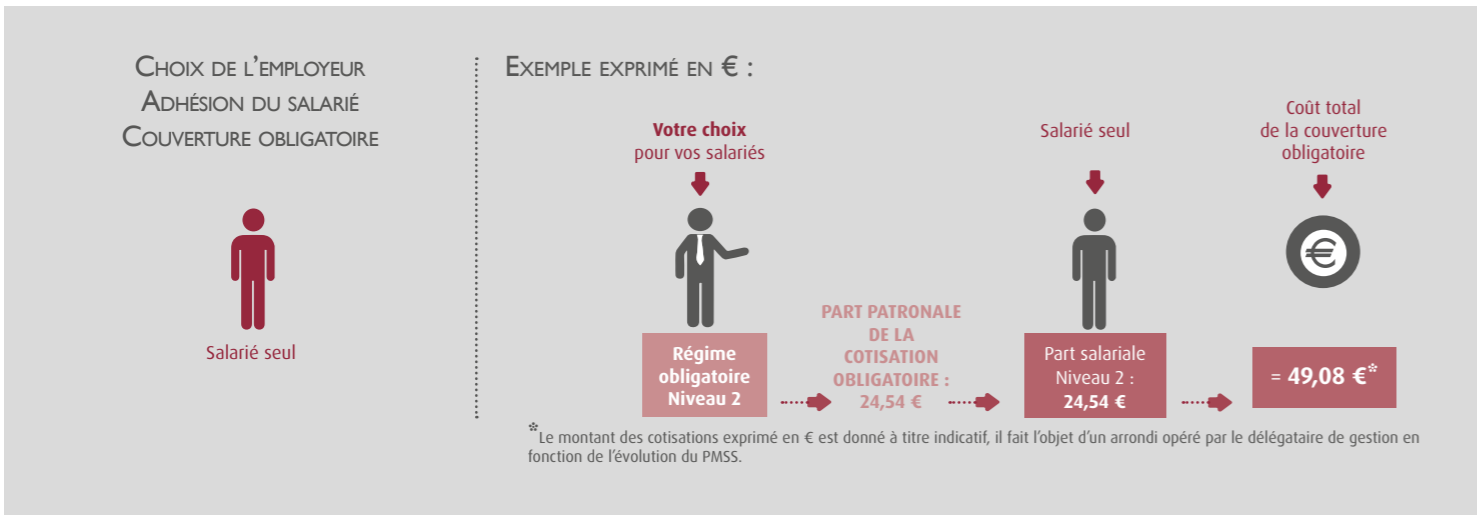 Choix de l'employeur
Adhésion du salarié
Couverture obligatoire
Salarié seul
Exemple exprimé en € :
Votre choix
pour vos salariés
Régime
obligatoire
Niveau 2
PART PATRONALE
DE LA
COTISATION
OBLIGATOIRE :
24,54 €
Salarié seul
Part salariale
Niveau 2 :
24,54 €
Coût total
de la couverture
obligatoire
€
= 49,08 €*
*Le montant des cotisations exprimé en € est donné à titre indicatif, il fait l'objet d'un arrondi opéré par le délégataire de gestion en
fonction de l'évolution du PMSS.